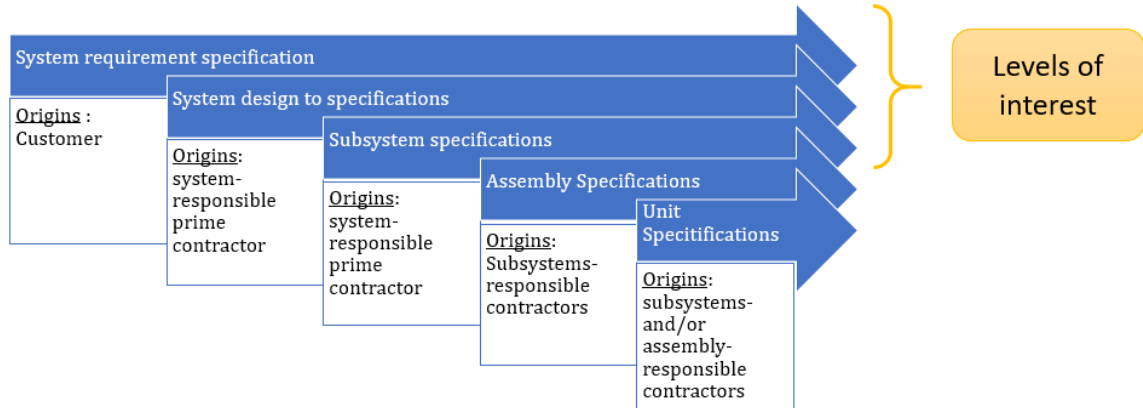 System requirement specification
Origins :
Customer
System design to specifications
Origins:
system-
responsible
prime
contractor
Subsystem specifications
Origins:
system-
responsible
prime
contractor
Assembly Specifications
Origins:
Subsystems-
responsible
contractors
Unit
Specitifications
Origins:
subsystems-
and/or
assembly-
responsible
contractors
Levels of
interest